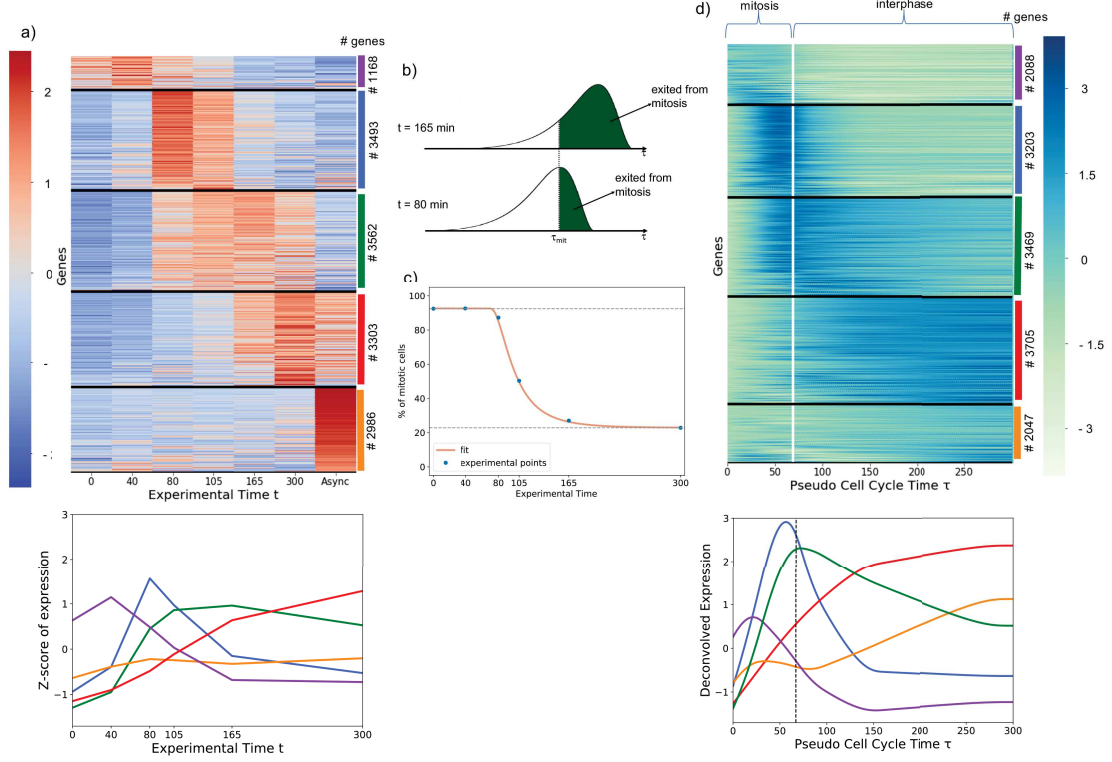 a)
# genes
2
1
0
-
-:
Genes
# 1168
# 3493
# 3562
# 3303
# 2986
0
40
80
105
165
300
Async
Experimental Time t
3
2
1
0
−1
Z-score of expression
0
40
80
105
165
300
Experimental Time t
b)
t = 165 min
exited from
mitosis
τ
t = 80 min
exited from
mitosis
τmit
τ
c)
100
80
60
40
20
0
% of mitotic cells
fit
experimental points
0
40
80
105
165
300
Experimental Time
d)
mitosis
interphase
# genes
Genes
# 2088
# 3203
# 3469
# 3705
# 2047
0
50
100
150
200
250
Pseudo Cell Cycle Time τ
3
1.5
0
-1.5
- 3
3
2
1
0
−1
Deconvolved Expression
0
50
100
150
200
250
300
Pseudo Cell Cycle Time τ